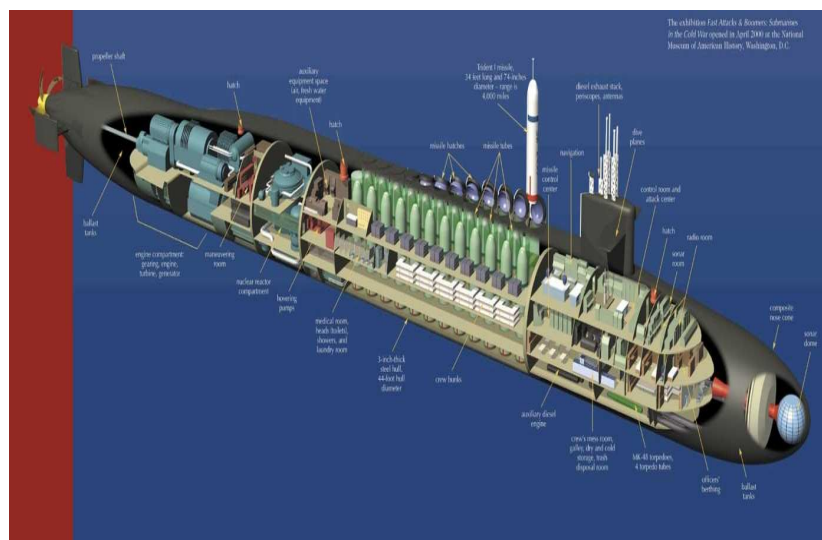 The exhibition Fast Attacks & Boomers: Submarines
in the Cold War opened in April 2000 at the National
Museum of American History, Washington, D.C.
propeller shaft
hatch
auxiliary
equipment space
(air, fresh water
equipment)
hatch
missile hatches
missile tubes
Trident I missile,
34 feet long and 74-inches
diameter – range is
4,000 miles
diesel exhaust stack,
periscopes, antennas
dive
planes
navigation
missile
control
center
control room and
attack center
hatch
radio room
sonar
room
composite
nose cone
sonar
dome
ballast
tanks
engine compartment:
gearing, engine,
turbine, generator
maneuvering
room
nuclear reactor
compartment
hovering
pumps
medical room,
heads (toilets),
showers, and
laundry room
3-inch-thick
steel hull,
44-foot hull
diameter
crew bunks
auxiliary diesel
engine
crew's mess room,
galley, dry and cold
storage, trash
disposal room
MK-48 torpedoes,
4 torpedo tubes
officers'
berthing
ballast
tanks